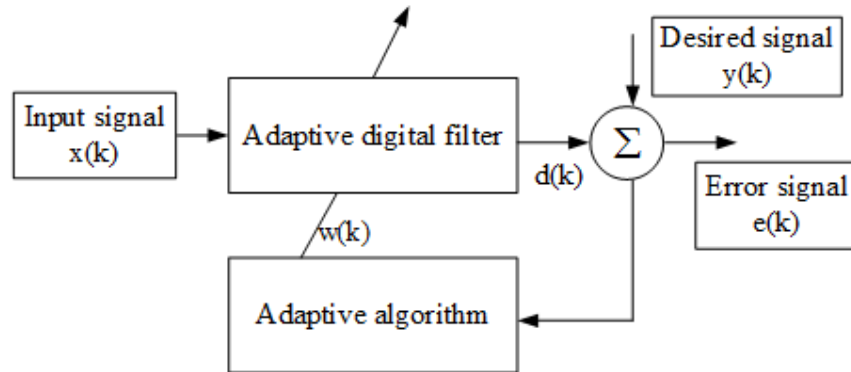 Input signal
x(k)
Adaptive digital filter
d(k)
Σ
Desired signal
y(k)
Error signal
e(k)
w(k)
Adaptive algorithm